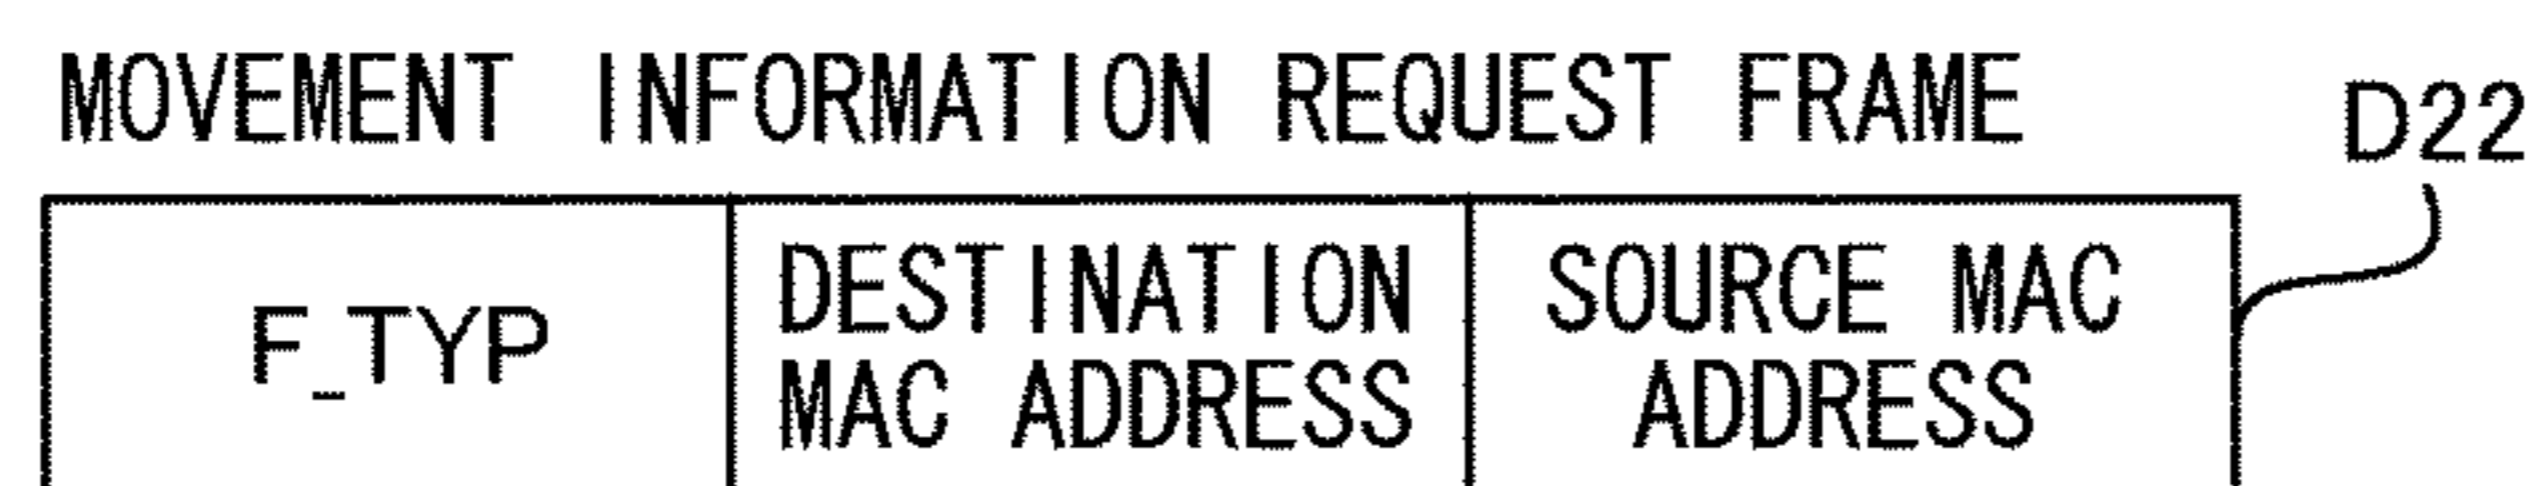 MOVEMENT INFORMATION REQUEST FRAME
D22
F_TYP
DESTINATION
MAC ADDRESS
SOURCE MAC
ADDRESS